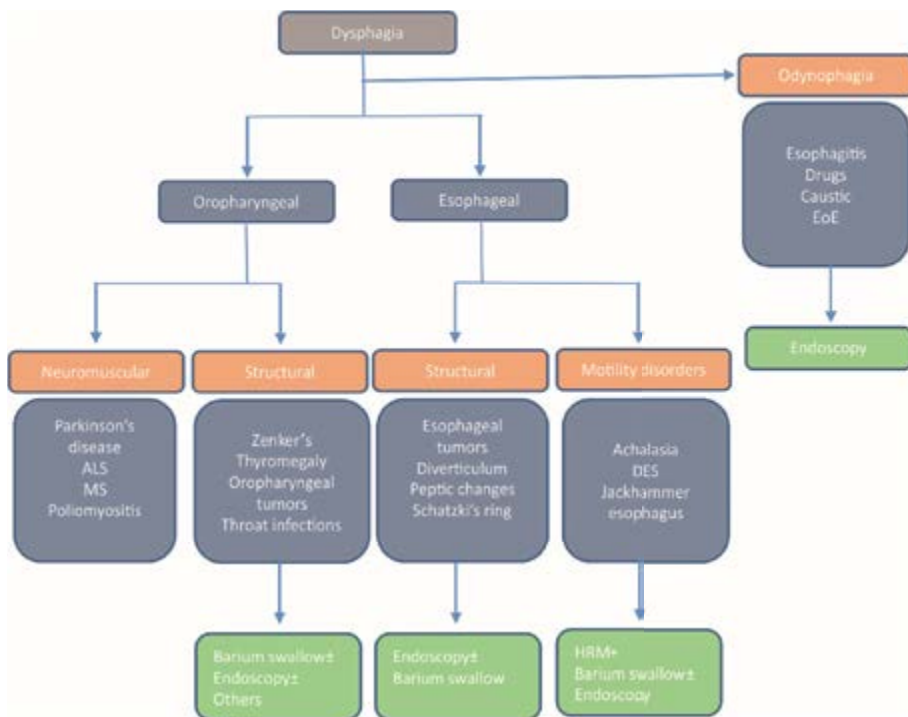 Dysphagia
Odynophagia
Esophagitis
Drugs
Caustic
EoE
Endoscopy
Oropharyngeal
Esophageal
Neuromuscular
Parkinson's
disease
ALS
MS
Poliomyositis
Structural
Zenker's
Thyromegaly
Oropharyngeal
tumors
Throat infections
Barium swallow±
Endoscopy±
Others
Structural
Esophageal
tumors
Diverticulum
Peptic changes
Schatzki's ring
Endoscopy±
Barium swallow
Motility disorders
Achalasia
DES
Jackhammer
esophagus
HRM+
Barium swallow±
Endoscopy